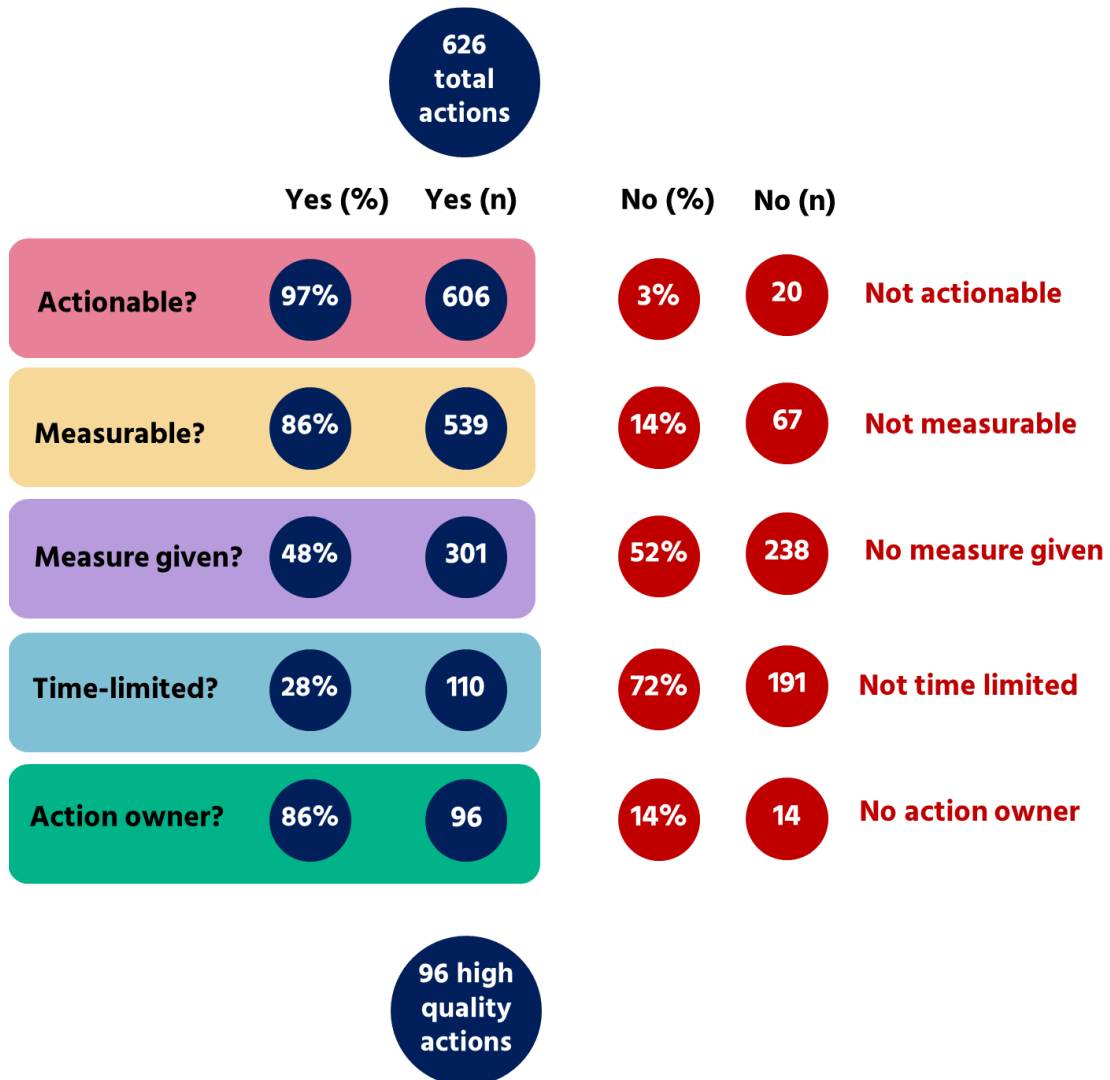 626
total
actions
Yes (%) Yes (n) No (%) No (n)
Actionable? 97% 606 3% 20 Not actionable
Measurable? 86% 539 14% 67 Not measurable
Measure given? 48% 301 52% 238 No measure given
Time-limited? 28% 110 72% 191 Not time limited
Action owner? 86% 96 14% 14 No action owner
96 high
quality
actions